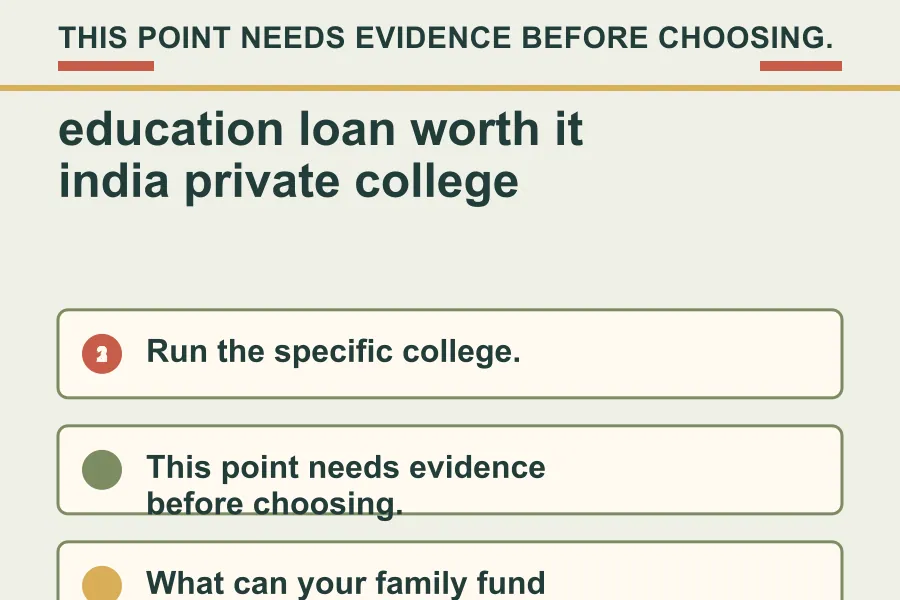 THIS POINT NEEDS EVIDENCE BEFORE CHOOSING.
education loan worth it
india private college
Run the specific college.
This point needs evidence
before choosing.
What can your family fund